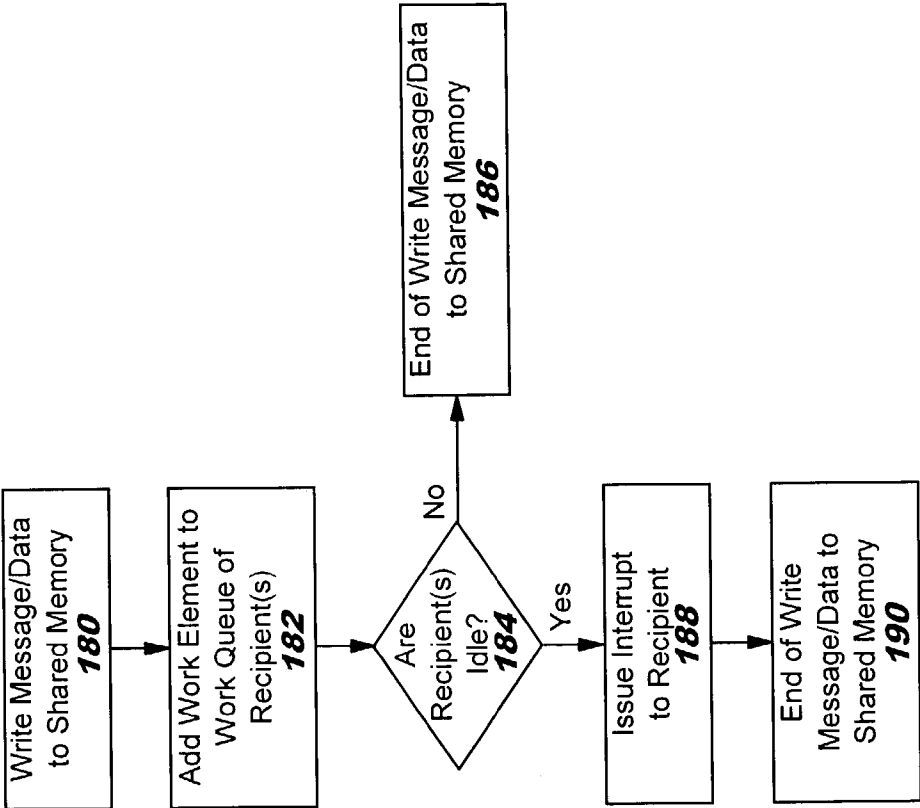 Write Message/Data
to Shared Memory
180
Add Work Element to
Work Queue of
Recipient(s)
182
Are
Recipient(s)
Idle?
184
No
End of Write Message/Data
to Shared Memory
186
Yes
Issue Interrupt
to Recipient
188
End of Write
Message/Data to
Shared Memory
190